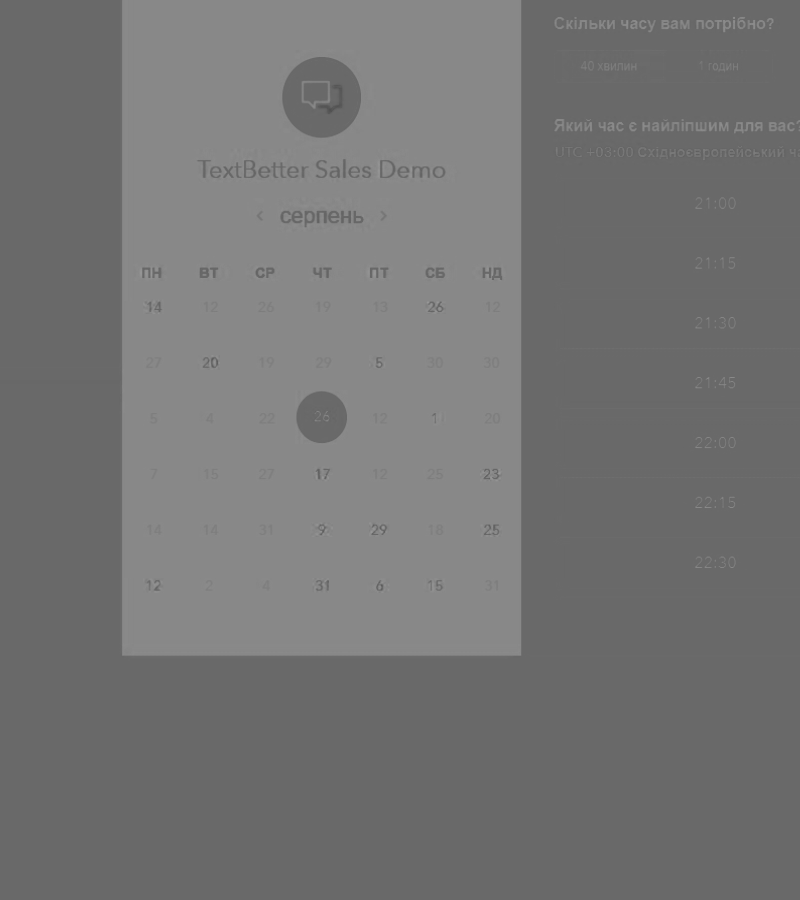 TextBetter Sales Demo
‹ серпень ›
ПН ВТ СР ЧТ ПТ СБ НД
14 12 26 19 13 26 12
27 20 19 29 5 30 30
5 4 22 26 12 1 20
7 15 27 17 12 25 23
14 14 31 9 29 18 25
12 2 4 31 6 15 31
Скільки часу вам потрібно?
40 хвилин 1 годин
Який час є найліпшим для вас?
UTC +03:00 Східноєвропейський
21:00
21:15
21:30
21:45
22:00
22:15
22:30